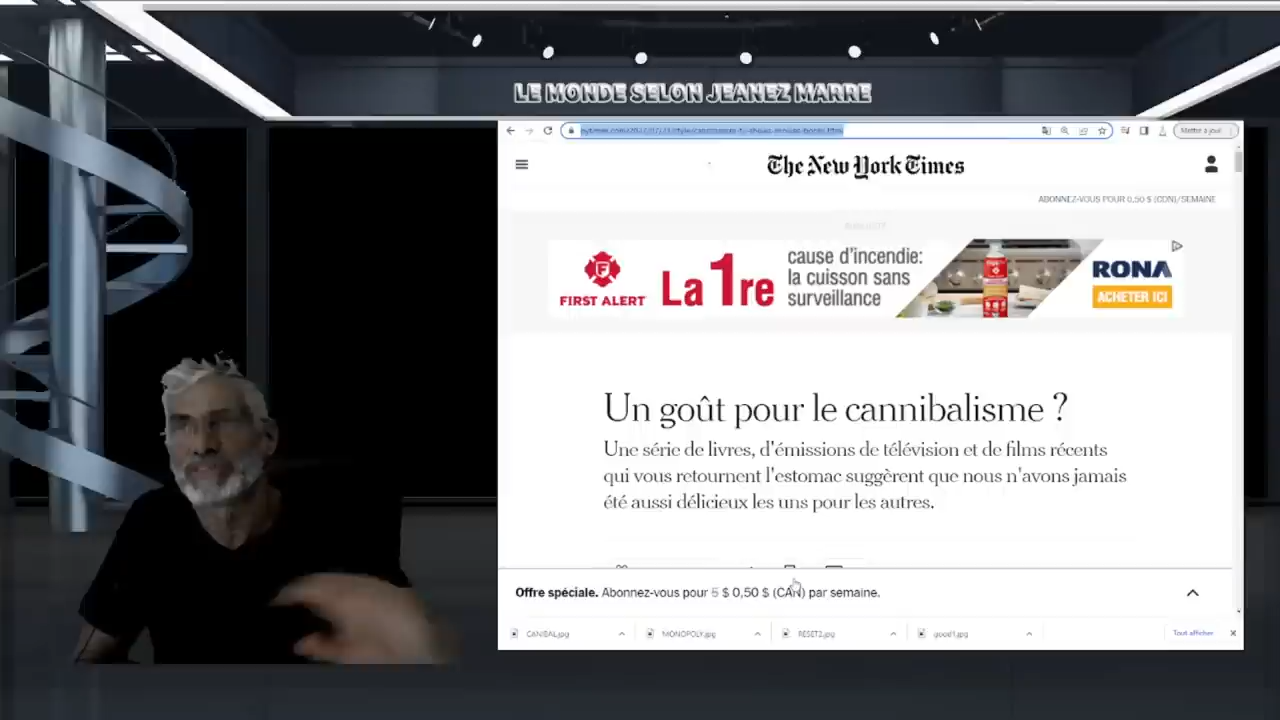 LE MONDE SELON JEANEZ MARRE
Mettre à jour
The New York Times
ABONNEZ-VOUS POUR 0,50 $ (CDN)/SEMAINE
PUBLICITÉ
FIRST ALERT
La 1re
cause d'incendie:
la cuisson sans
surveillance
RONA
ACHETER ICI
Un goût pour le cannibalisme ?
Une série de livres, d'émissions de télévision et de films récents
qui vous retournent l'estomac suggèrent que nous n'avons jamais
été aussi délicieux les uns pour les autres.
Offre spéciale. Abonnez-vous pour 5 $ 0,50 $ (CAN) par semaine.
CANIBAL.jpg
MONOPOLY.jpg
RESET2.jpg
good1.jpg
Tout afficher